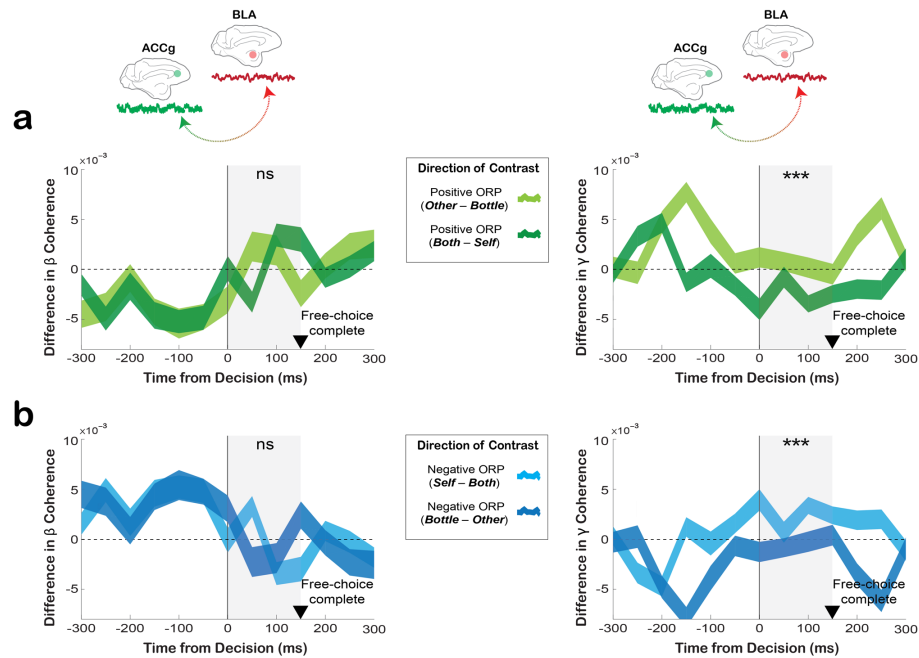 BLA
ACCg
BLA
ACCg
a
×10⁻³
10
5
0
-5
Difference in β Coherence
ns
Free-choice
complete
-300
-200
-100
0
100
200
300
Time from Decision (ms)
Direction of Contrast
Positive ORP
(Other – Bottle)
Positive ORP
(Both – Self)
×10⁻³
10
5
0
-5
Difference in γ Coherence
***
Free-choice
complete
-300
-200
-100
0
100
200
300
Time from Decision (ms)
b
×10⁻³
10
5
0
-5
Difference in β Coherence
ns
Free-choice
complete
-300
-200
-100
0
100
200
300
Time from Decision (ms)
Direction of Contrast
Negative ORP
(Self – Both)
Negative ORP
(Bottle – Other)
×10⁻³
10
5
0
-5
Difference in γ Coherence
***
Free-choice
complete
-300
-200
-100
0
100
200
300
Time from Decision (ms)